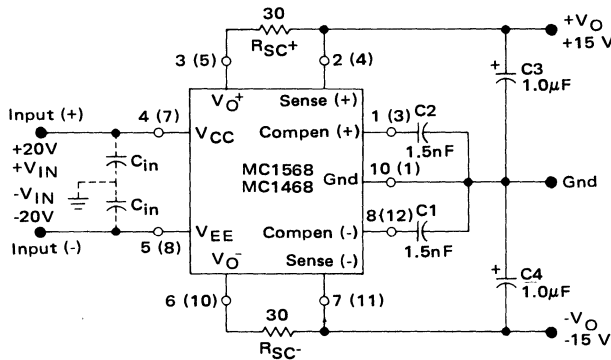 30
RSC+
+VO
+15 V
3 (5)
2 (4)
VO+
Sense (+)
+
C3
1.0μF
Input (+)
4 (7)
1 (3)
C2
+20V
VCC
Compen (+)
+VIN
Cin
1.5nF
MC1568
MC1468
Gnd
10 (1)
Gnd
-VIN
Cin
-20V
8(12)
C1
VEE
Compen (-)
1.5nF
Input (-)
5 (8)
VO-
Sense (-)
+
C4
1.0μF
6 (10)
7 (11)
30
RSC-
-VO
-15 V